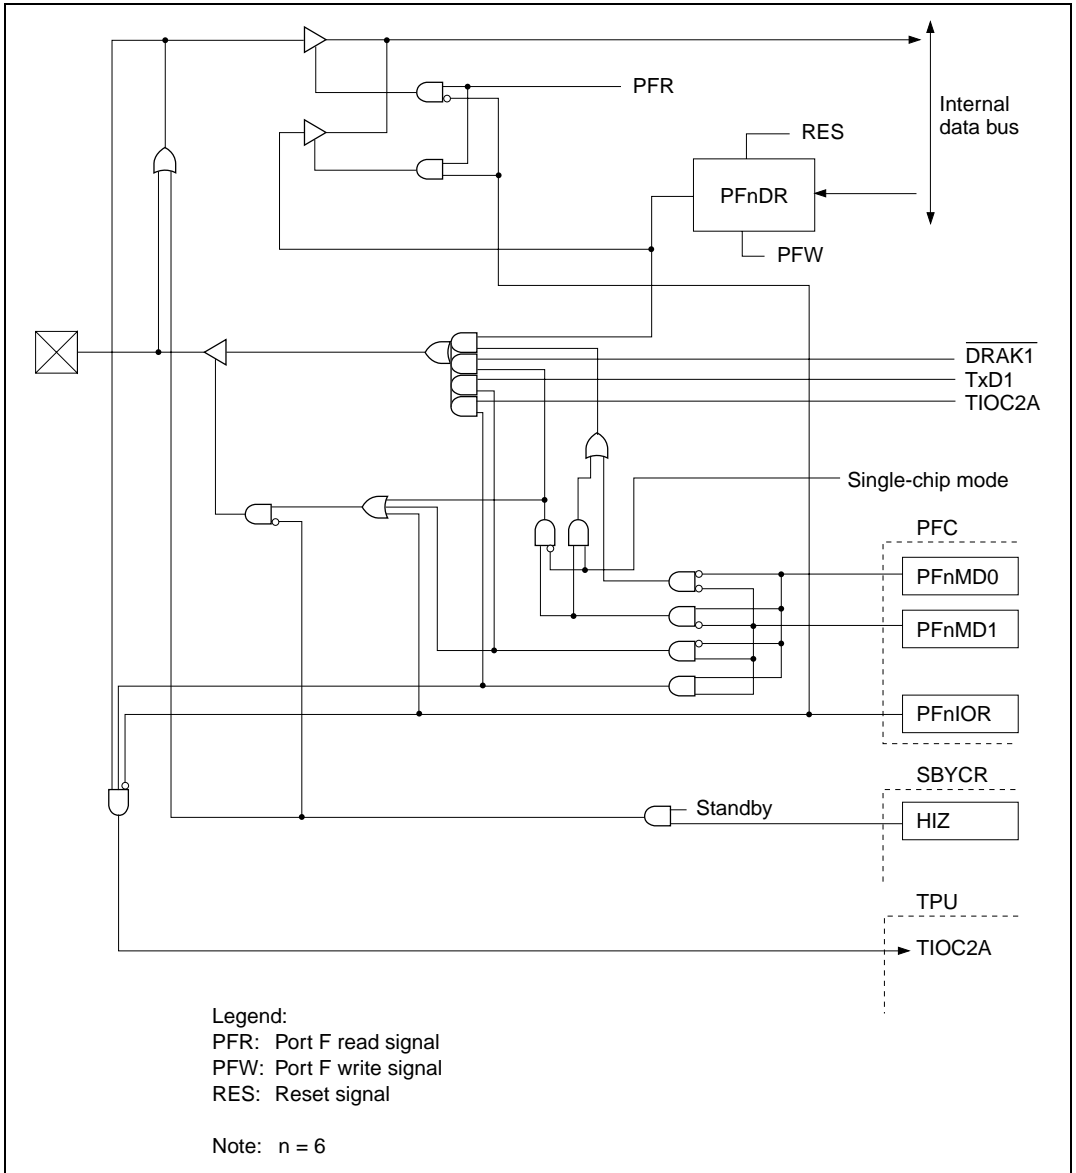 PFR
Internal
data bus
RES
PFnDR
PFW
DRAK1
TxD1
TIOC2A
Single-chip mode
PFC
PFnMD0
PFnMD1
PFnIOR
SBYCR
Standby
HIZ
TPU
TIOC2A
Legend:
PFR: Port F read signal
PFW: Port F write signal
RES: Reset signal
Note: n = 6